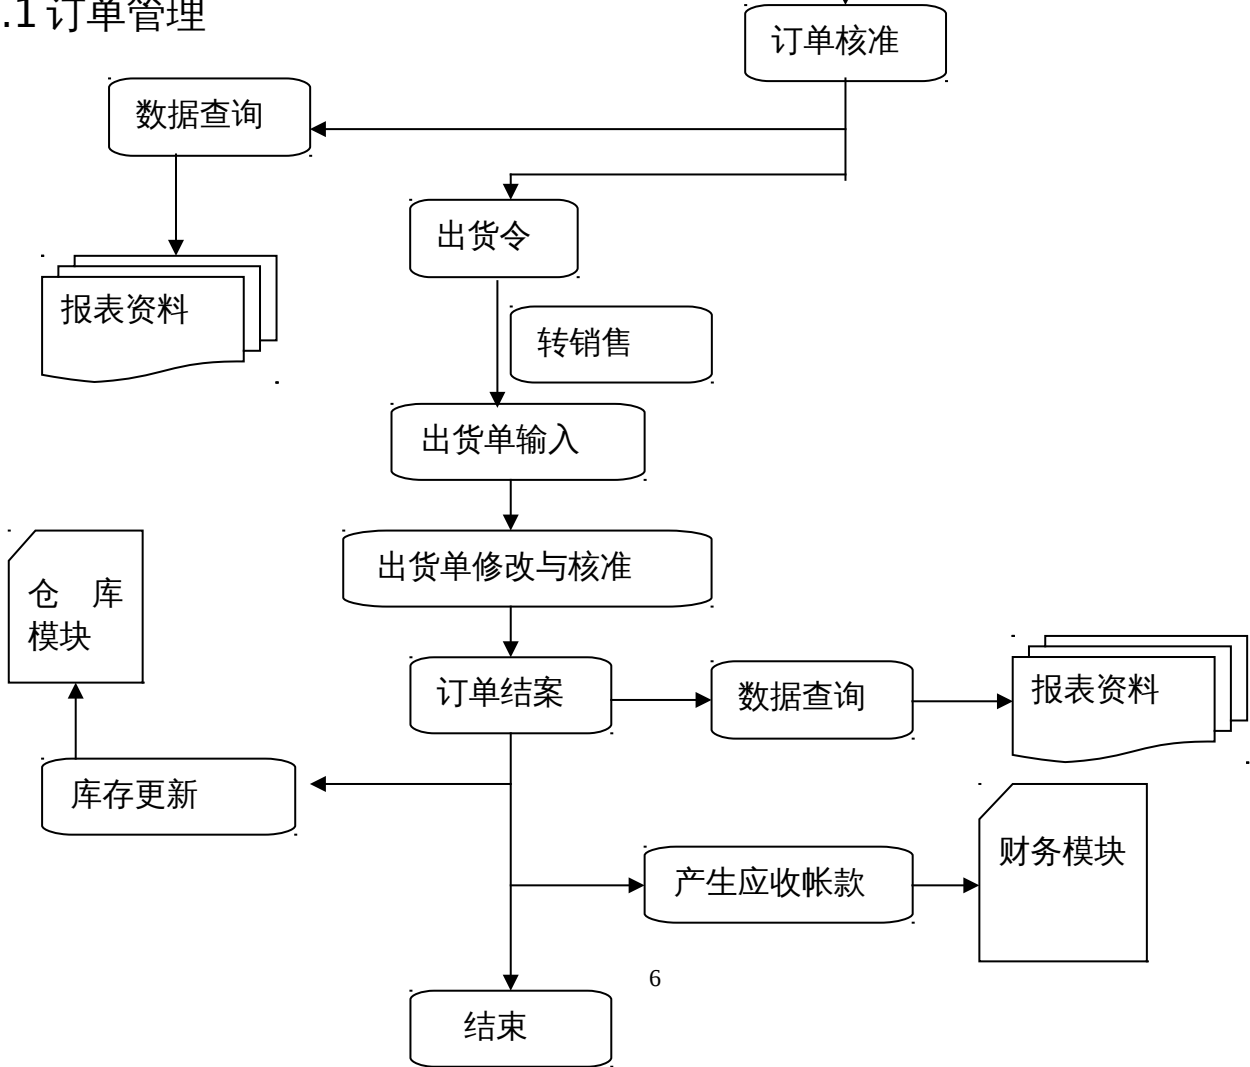 .1 订单管理
订单核准
数据查询
出货令
报表资料
转销售
出货单输入
出货单修改与核准
仓 库
模块
订单结案
数据查询
报表资料
库存更新
财务模块
产生应收帐款
6
结束